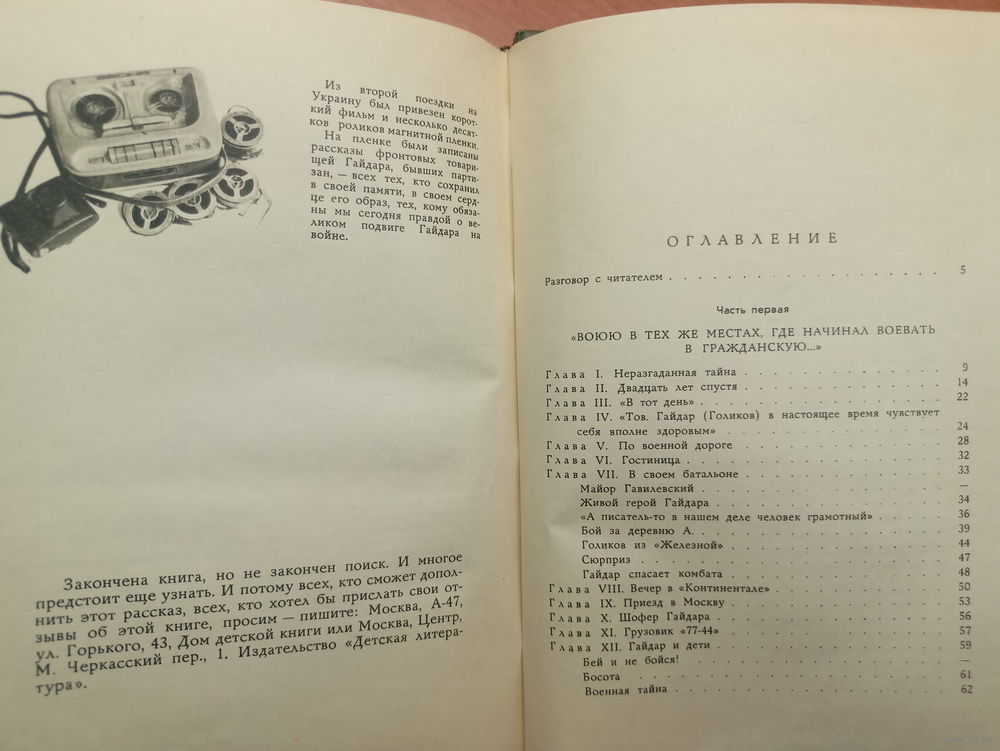 Из второй поездки на
Украину был привезен корот-
кий фильм и несколько десят-
ков роликов магнитной пленки.
На пленке были записаны
рассказы фронтовых товари-
щей Гайдара, бывших парти-
зан, — всех тех, кто сохранил
в своей памяти, в своем серд-
це его образ, тех, кому обяза-
ны мы сегодня правдой о ве-
ликом подвиге Гайдара на
войне.
Закончена книга, но не закончен поиск. И многое
предстоит еще узнать. И потому всех, кто сможет допол-
нить этот рассказ, всех, кто хотел бы прислать свои от-
зывы об этой книге, просим — пишите: Москва, А-47,
ул. Горького, 43, Дом детской книги или Москва, Центр,
М. Черкасский пер., 1. Издательство «Детская литера-
тура».
ОГЛАВЛЕНИЕ
Разговор с читателем . . . . . . . . . . . . . . . . . . 5
Часть первая
«ВОЮЮ В ТЕХ ЖЕ МЕСТАХ, ГДЕ НАЧИНАЛ ВОЕВАТЬ
В ГРАЖДАНСКУЮ...»
Глава I. Неразгаданная тайна . . . . . . . . . . . . . 9
Глава II. Двадцать лет спустя . . . . . . . . . . . . . 14
Глава III. «В тот день» . . . . . . . . . . . . . . . 22
Глава IV. «Тов. Гайдар (Голиков) в настоящее время чувствует
себя вполне здоровым» . . . . . . . . . . . . . . 24
Глава V. По военной дороге . . . . . . . . . . . . . 28
Глава VI. Гостиница . . . . . . . . . . . . . . . . 32
Глава VII. В своем батальоне . . . . . . . . . . . . . 33
Майор Гавилевский . . . . . . . . . . . . . . . —
Живой герой Гайдара . . . . . . . . . . . . . . 34
«А писатель-то в нашем деле человек грамотный» . . . . 36
Бой за деревню А. . . . . . . . . . . . . . . . 39
Голиков из «Железной» . . . . . . . . . . . . . 44
Сюрприз . . . . . . . . . . . . . . . . . . 47
Гайдар спасает комбата . . . . . . . . . . . . . 48
Глава VIII. Вечер в «Континентале» . . . . . . . . . . . 50
Глава IX. Приезд в Москву . . . . . . . . . . . . . 53
Глава X. Шофер Гайдара . . . . . . . . . . . . . . 56
Глава XI. Грузовик «77-44» . . . . . . . . . . . . . 57
Глава XII. Гайдар и дети . . . . . . . . . . . . . . 59
Бей и не бойся! . . . . . . . . . . . . . . . —
Босота . . . . . . . . . . . . . . . . . . 61
Военная тайна . . . . . . . . . . . . . . . . 62